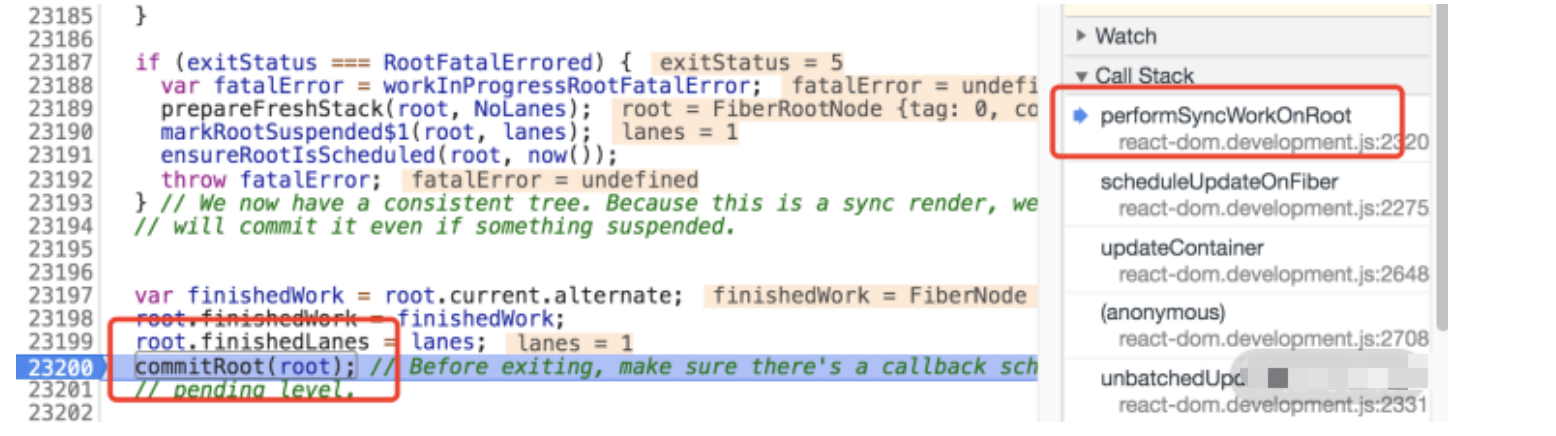 23185 }
23186
23187 if (exitStatus === RootFatalErrored) { exitStatus = 5
23188 var fatalError = workInProgressRootFatalError; fatalError = undefi
23189 prepareFreshStack(root, NoLanes); root = FiberRootNode {tag: 0, co
23190 markRootSuspended$1(root, lanes); lanes = 1
23191 ensureRootIsScheduled(root, now());
23192 throw fatalError; fatalError = undefined
23193 } // We now have a consistent tree. Because this is a sync render, we
23194 // will commit it even if something suspended.
23195
23196
23197 var finishedWork = root.current.alternate; finishedWork = FiberNode
23198 root.finishedWork = finishedWork;
23199 root.finishedLanes = lanes; lanes = 1
23200 commitRoot(root); // Before exiting, make sure there's a callback sch
23201 // pending level.
23202
Watch
Call Stack
performSyncWorkOnRoot
react-dom.development.js:2320
scheduleUpdateOnFiber
react-dom.development.js:2275
updateContainer
react-dom.development.js:2648
(anonymous)
react-dom.development.js:2708
unbatchedUpd
react-dom.development.js:2331